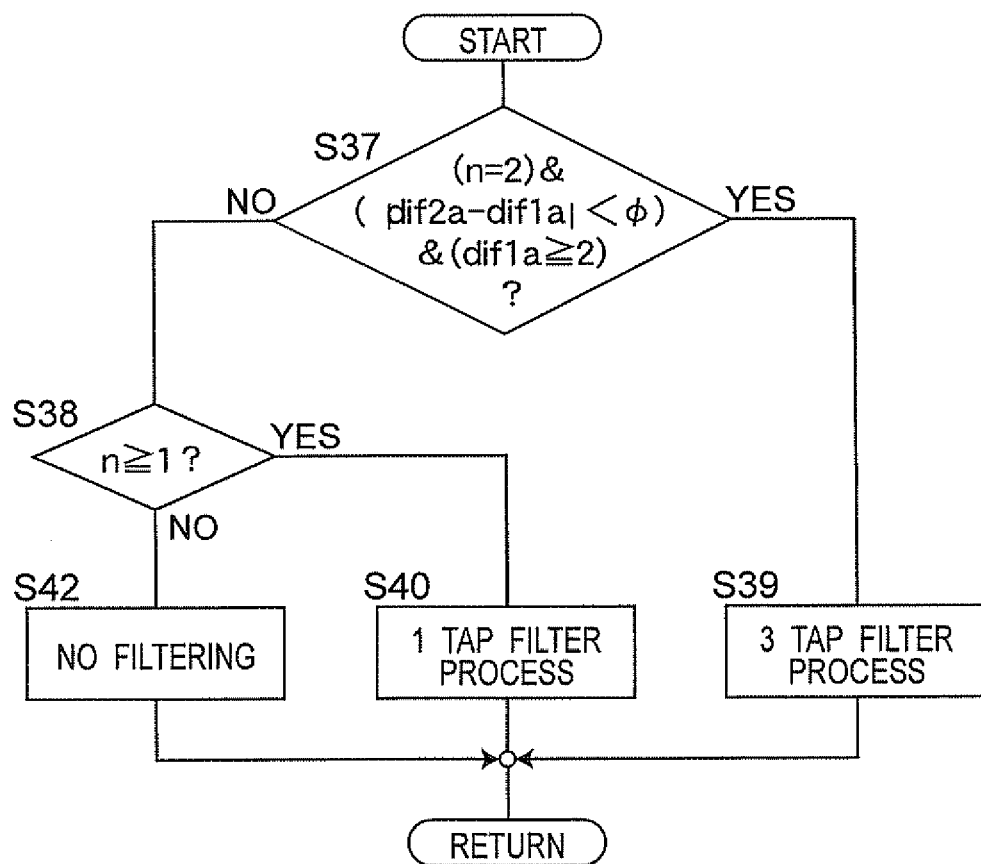 START
S37
(n=2)&
( |dif2a-dif1a| <φ)
&(dif1a≧2)
?
NO
YES
S38
n≧1?
YES
NO
S42
NO FILTERING
S40
1 TAP FILTER
PROCESS
S39
3 TAP FILTER
PROCESS
RETURN